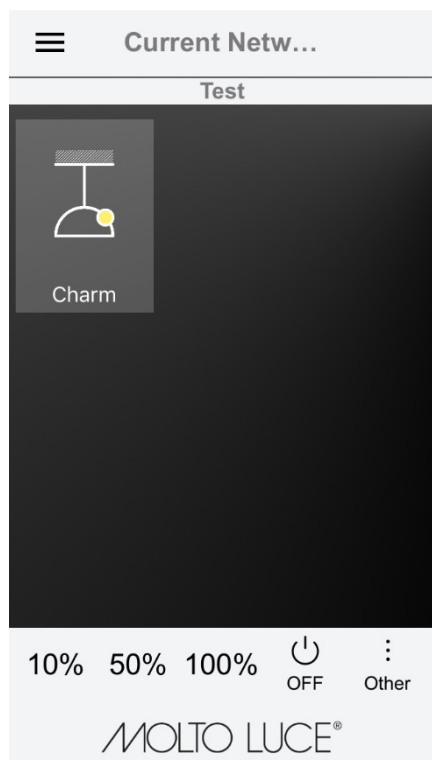 Current Netw…
Test
Charm
10% 50% 100% OFF Other
MOLTO LUCE®